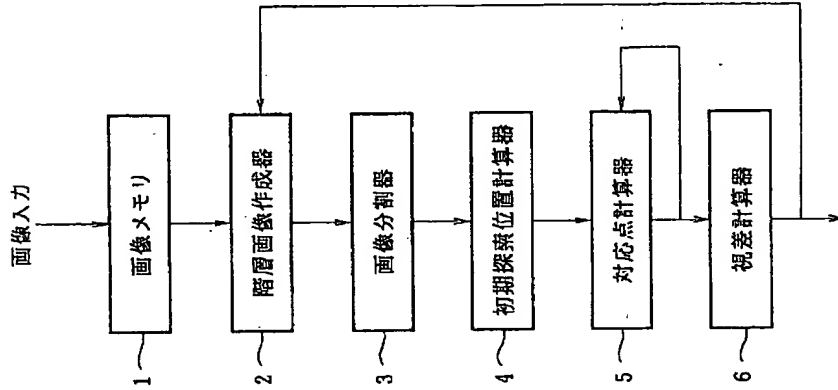 画像入力
1 画像メモリ
2 階層画像作成器
3 画像分割器
4 初期探索位置計算器
5 対応点計算器
6 視差計算器